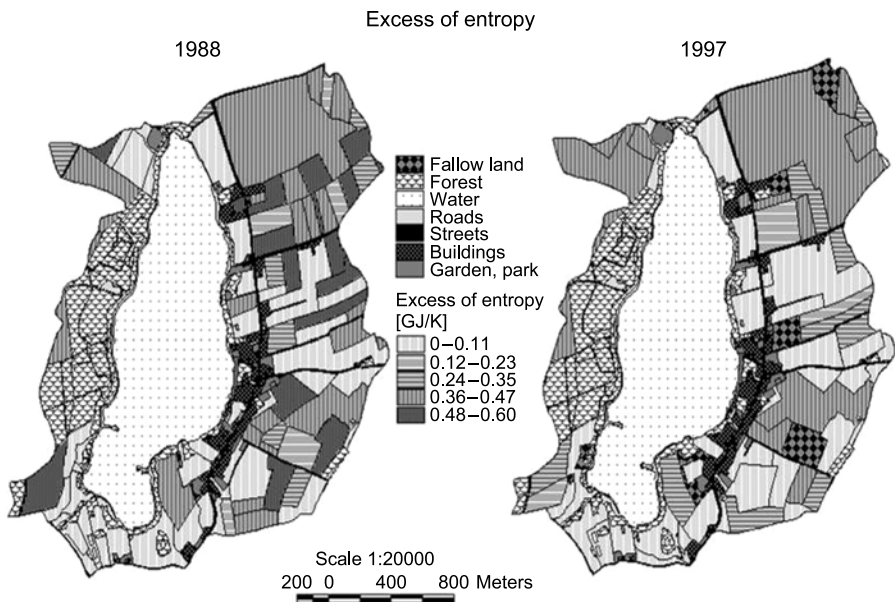 Excess of entropy
1988
1997
Fallow land
Forest
Water
Roads
Streets
Buildings
Garden, park
Excess of entropy
[GJ/K]
0–0.11
0.12–0.23
0.24–0.35
0.36–0.47
0.48–0.60
Scale 1:20000
200 0 400 800 Meters